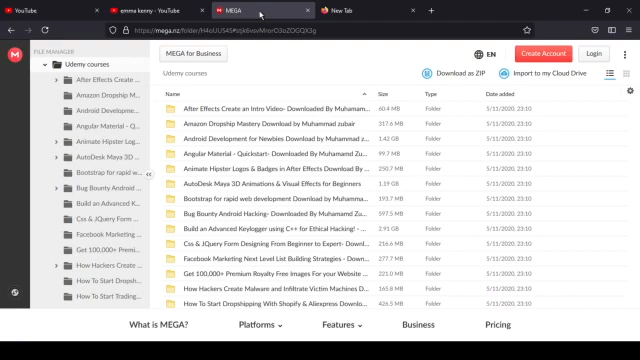 YouTube
emma kenny - YouTube
MEGA
New Tab
https://mega.nz/folder/
FILE MANAGER
MEGA for Business
EN
Create Account
Login
Udemy courses
Udemy courses
Download as ZIP
Import to my Cloud Drive
After Effects Create ...
Amazon Dropship M...
Android Developme...
Angular Material - Q...
Animate Hipster Log...
AutoDesk Maya 3D ...
Bootstrap for rapid w...
Bug Bounty Android ...
Build an Advanced K...
Css & JQuery Form ...
Facebook Marketing ...
Get 100,000+ Premi...
How Hackers Create ...
How To Start Dropsh...
How To Start Trading...
Name Size Type Date added
After Effects Create an Intro Video- Downloaded By Muhamam... 60.4 MB Folder 5/11/2020, 23:10
Amazon Dropship Mastery Download By Muhammad zubair 317.6 MB Folder 5/11/2020, 23:10
Android Development for Newbies Download By Muhammad zu... 1.42 GB Folder 5/11/2020, 23:10
Angular Material - Quickstart- Download By Muhamamd Zubair 99.7 MB Folder 5/11/2020, 23:10
Animate Hipster Logos & Badges in After Effects Download By... 250.7 MB Folder 5/11/2020, 23:10
AutoDesk Maya 3D Animations & Visual Effects for Beginners 1.19 GB Folder 5/11/2020, 23:10
Bootstrap for rapid web development Download By Muhamma... 193.7 MB Folder 5/11/2020, 23:10
Bug Bounty Android Hacking- Download By Muhamamd Zubair 597.5 MB Folder 5/11/2020, 23:10
Build an Advanced Keylogger using C++ for Ethical Hacking! - ... 2.91 GB Folder 5/11/2020, 23:10
Css & JQuery Form Designing From Beginner to Expert- Downl... 216.6 MB Folder 5/11/2020, 23:10
Facebook Marketing Next Level List Building Strategies - Downl... 277.7 MB Folder 5/11/2020, 23:10
Get 100,000+ Premium Royalty Free Images For your Website ... 221.7 MB Folder 5/11/2020, 23:10
How Hackers Create Malware and Infiltrate Victim Machines Do... 165.8 MB Folder 5/11/2020, 23:10
How To Start Dropshipping With Shopify & Aliexpress Downlo... 426.5 MB Folder 5/11/2020, 23:10
What is MEGA?
Platforms
Features
Business
Pricing